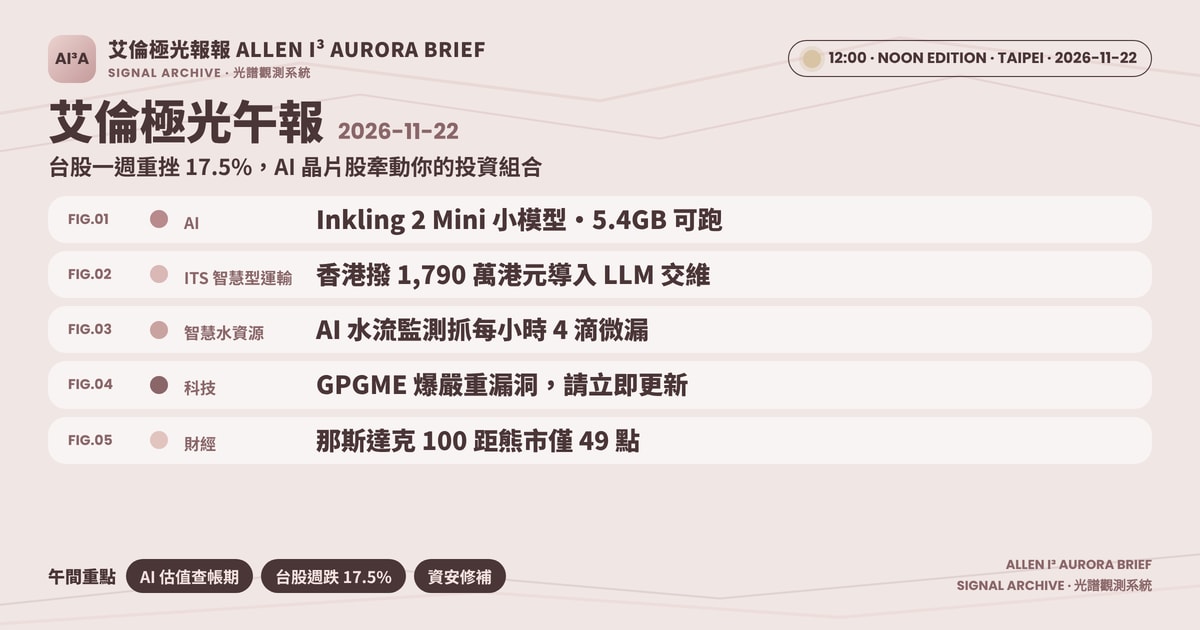 AI³A
艾倫極光報報 ALLEN I³ AURORA BRIEF
SIGNAL ARCHIVE · 光譜觀測系統
12:00 · NOON EDITION · TAIPEI · 2026-11-22
艾倫極光午報 2026-11-22
台股一週重挫 17.5%，AI 晶片股牽動你的投資組合
FIG.01 AI Inkling 2 Mini 小模型・5.4GB 可跑
FIG.02 ITS 智慧型運輸 香港撥 1,790 萬港元導入 LLM 交維
FIG.03 智慧水資源 AI 水流監測抓每小時 4 滴微漏
FIG.04 科技 GPGME 爆嚴重漏洞，請立即更新
FIG.05 財經 那斯達克 100 距熊市僅 49 點
午間重點 AI 估值查帳期 台股週跌 17.5% 資安修補
ALLEN I³ AURORA BRIEF
SIGNAL ARCHIVE · 光譜觀測系統